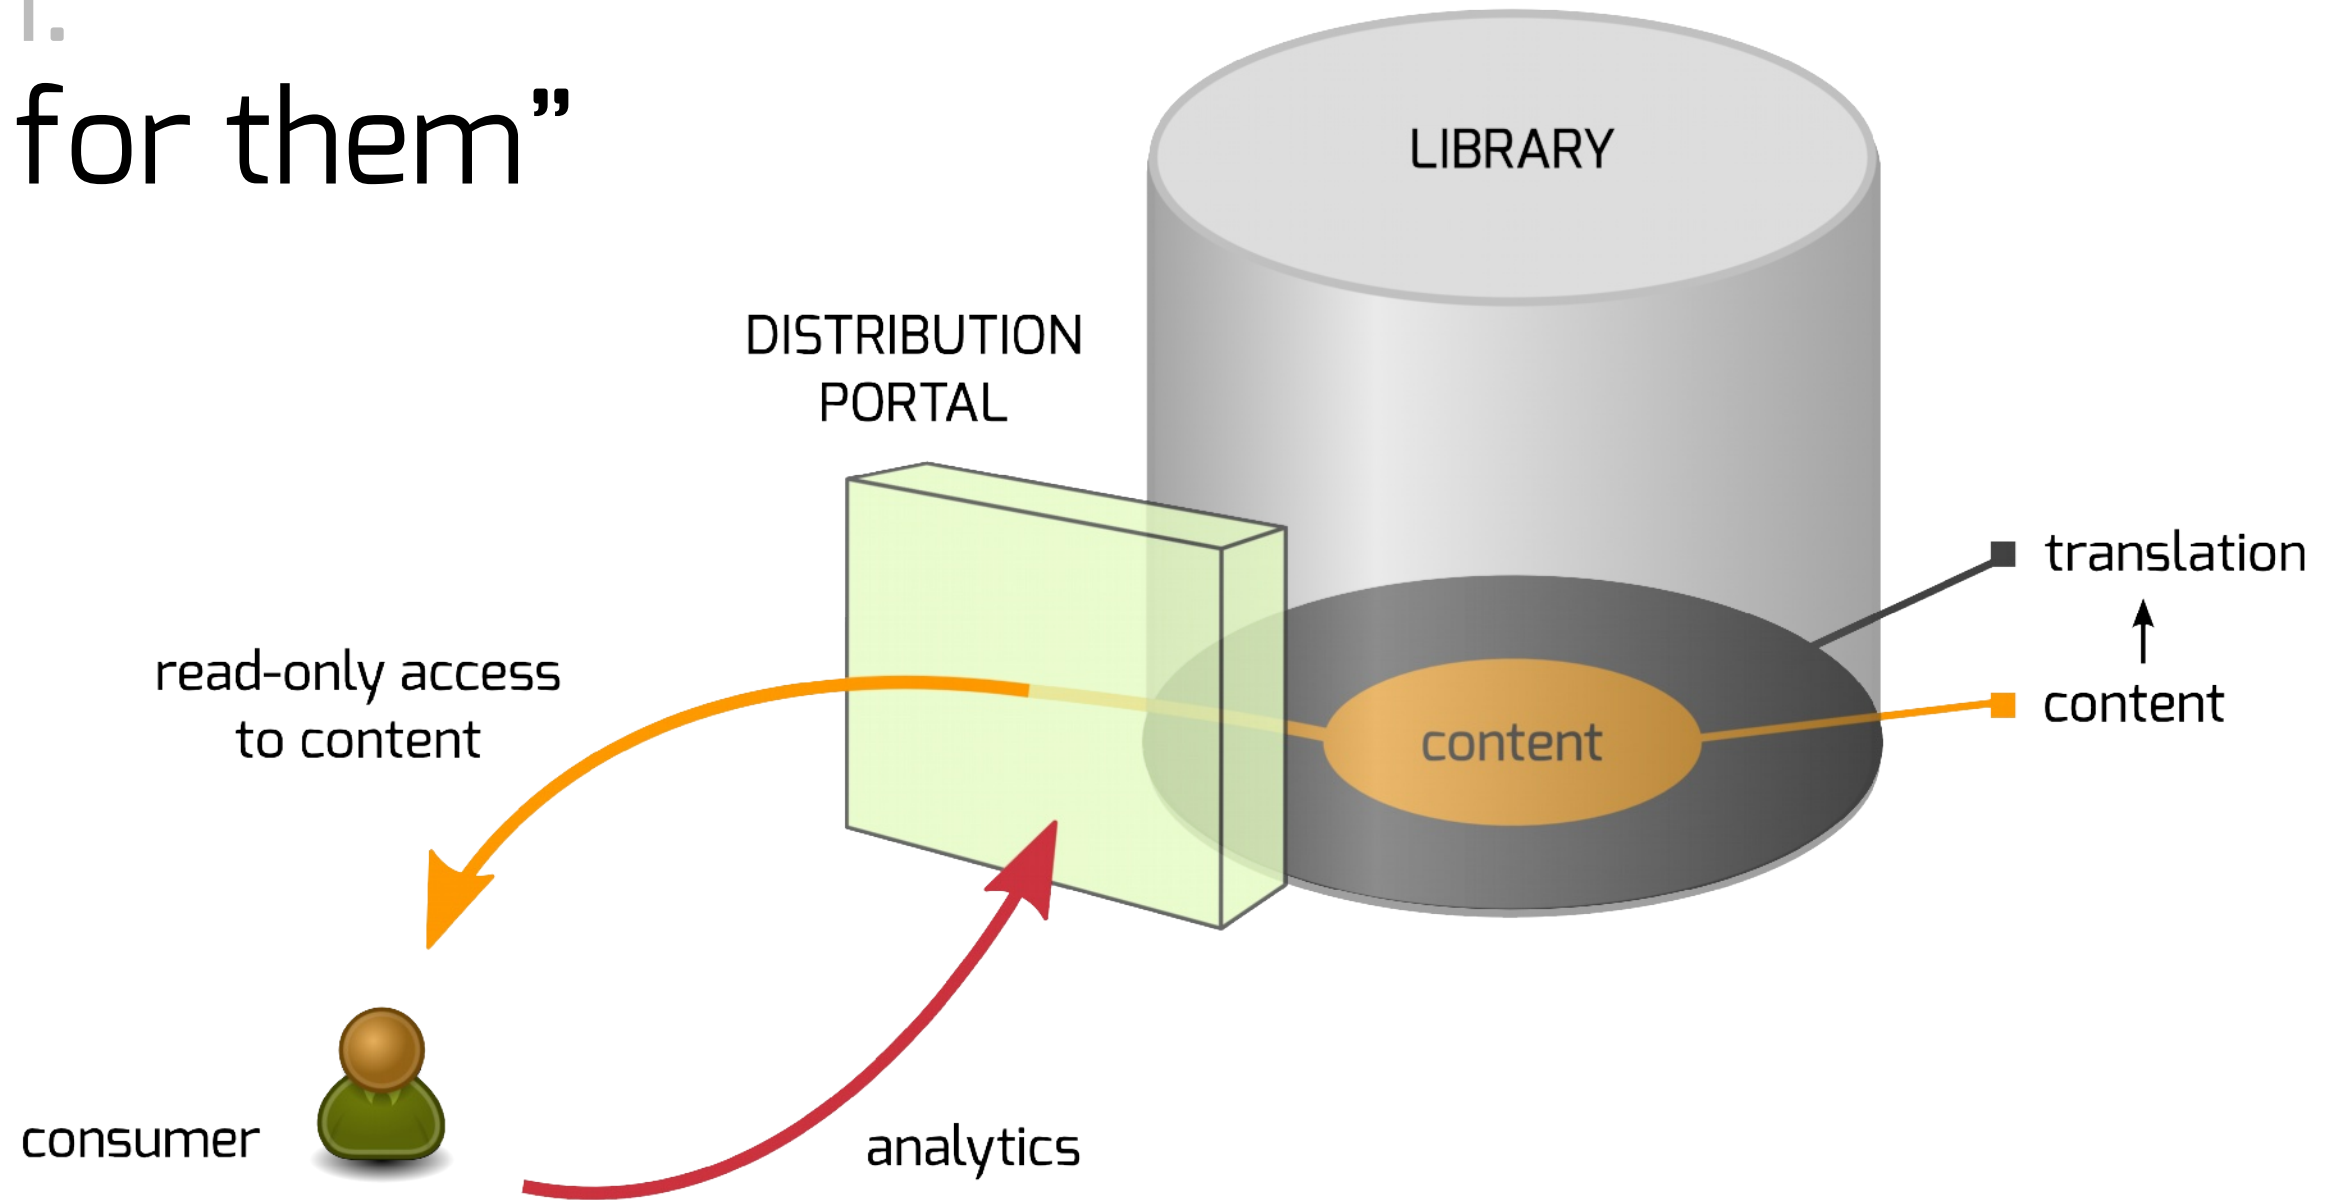 for them”
LIBRARY
DISTRIBUTION
PORTAL
translation
read-only access
to content
content
content
consumer
analytics